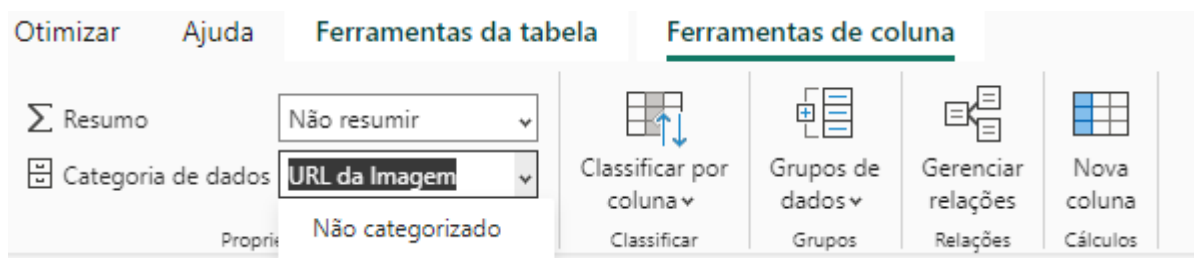 Otimizar Ajuda Ferramentas da tabela Ferramentas de coluna
Resumo Não resumir
Categoria de dados URL da Imagem
Não categorizado
Classificar por
coluna
Grupos de
dados
Gerenciar
relações
Nova
coluna
Classificar Grupos Relações Cálculos